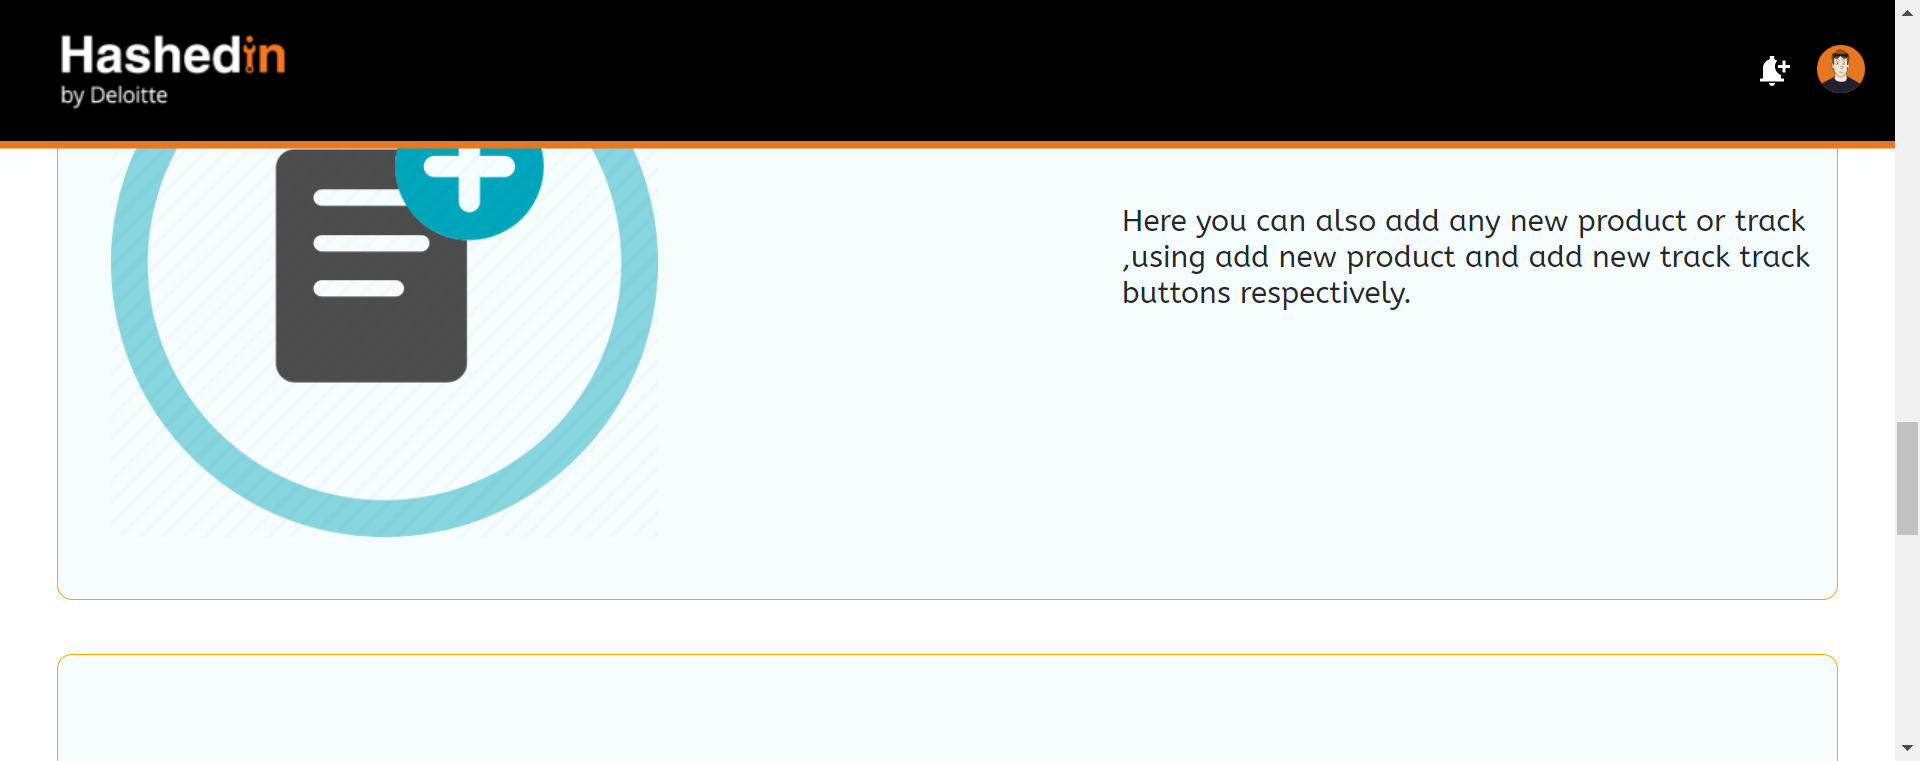 Hashedin
by Deloitte
Here you can also add any new product or track
,using add new product and add new track track
buttons respectively.